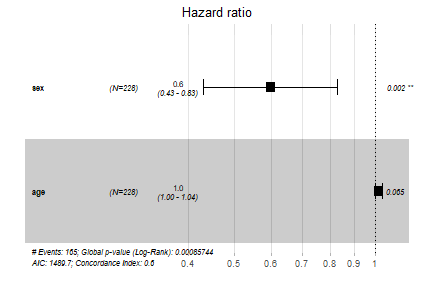 Hazard ratio
sex (N=228) 0.6 (0.43 - 0.83) 0.002 **
age (N=228) 1.0 (1.00 - 1.04) 0.065
# Events: 165; Global p-value (Log-Rank): 0.00085744
AIC: 1489.7; Concordance Index: 0.6
0.4 0.5 0.6 0.7 0.8 0.9 1